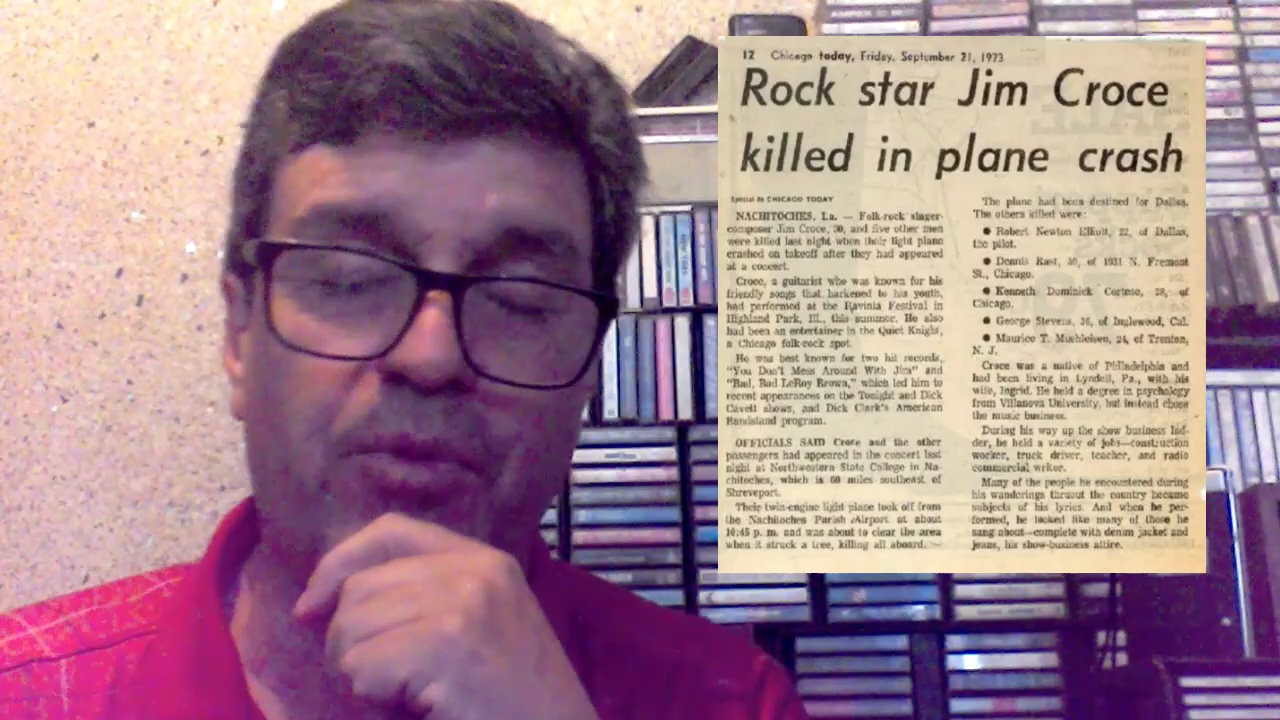 12 Chicago today, Friday, September 21, 1973
Rock star Jim Croce
killed in plane crash
Special to CHICAGO TODAY
NACHITOCHES, La. — Folk-rock singer-
composer Jim Croce, 30, and five other men
were killed last night when their light plane
crashed on takeoff after they had appeared
at a concert.
Croce, a guitarist who was known for his
friendly songs that harkened to his youth,
had performed at the Ravinia Festival in
Highland Park, Ill., this summer. He also
had been an entertainer in the Quiet Knight,
a Chicago folk-rock spot.
He was best known for two hit records,
"You Don't Mess Around With Jim" and
"Bad, Bad LeRoy Brown," which led him to
recent appearances on the Tonight and Dick
Cavett shows, and Dick Clark's American
Bandstand program.
OFFICIALS SAID Croce and the other
passengers had appeared in the concert last
night at Northwestern State College in Na-
chitoches, which is 60 miles southeast of
Shreveport.
Their twin-engine light plane took off from
the Nachitoches Parish Airport at about
10:45 p. m. and was about to clear the area
when it struck a tree, killing all aboard.
The plane had been destined for Dallas.
The others killed were:
● Robert Newton Elliott, 22, of Dallas,
the pilot.
● Dennis Rast, 30, of 1931 N. Fremont
St., Chicago.
● Kenneth Dominick Cortese, 28, of
Chicago.
● George Stevens, 36, of Inglewood, Cal.
● Maurice T. Muehleisen, 24, of Trenton,
N. J.
Croce was a native of Philadelphia and
had been living in Lyndell, Pa., with his
wife, Ingrid. He held a degree in psychology
from Villanova University, but instead chose
the music business.
During his way up the show business lad-
der, he held a variety of jobs—construction
worker, truck driver, teacher, and radio
commercial writer.
Many of the people he encountered during
his wanderings thruout the country became
subjects of his lyrics. And when he per-
formed, he looked like many of those he
sang about—complete with denim jacket and
jeans, his show-business attire.